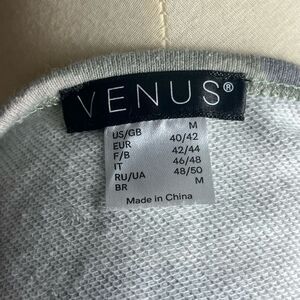 VENUS®
US/GB M
EUR 40/42
F/B 42/44
IT 46/48
RU/UA 48/50
BR M
Made in China